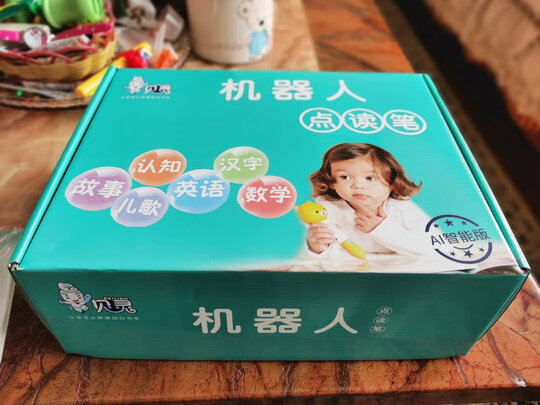 贝灵
机器人
点读笔
认知
汉字
故事
英语
数学
儿歌
AI智能版
BEILING
贝灵
机器人
点读笔